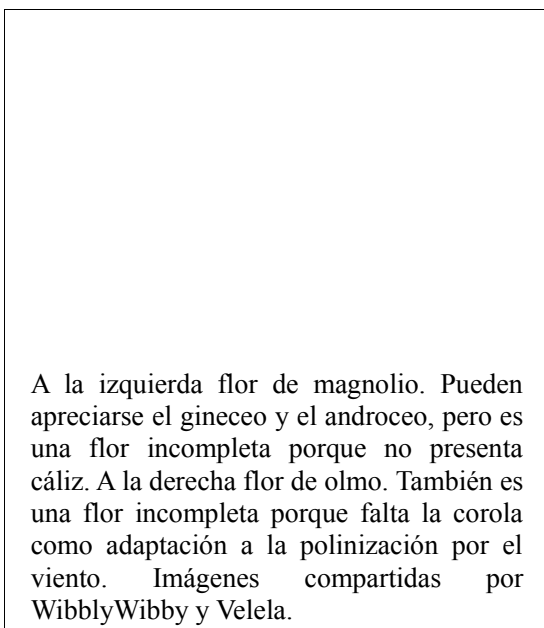 A la izquierda flor de magnolio. Pueden
apreciarse el gineceo y el androceo, pero es
una flor incompleta porque no presenta
cáliz. A la derecha flor de olmo. También es
una flor incompleta porque falta la corola
como adaptación a la polinización por el
viento. Imágenes compartidas por
WibblyWibby y Velela.